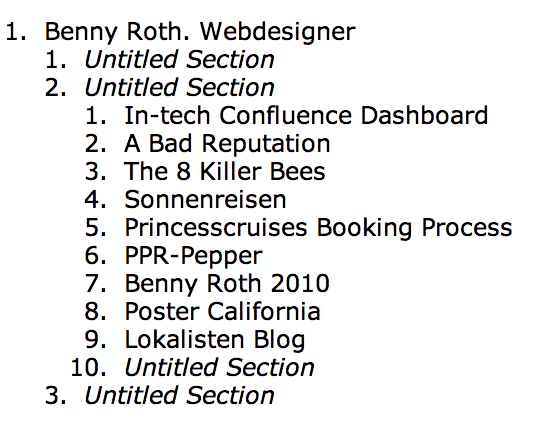 1. Benny Roth. Webdesigner
1. Untitled Section
2. Untitled Section
1. In-tech Confluence Dashboard
2. A Bad Reputation
3. The 8 Killer Bees
4. Sonnenreisen
5. Princesscruises Booking Process
6. PPR-Pepper
7. Benny Roth 2010
8. Poster California
9. Lokalisten Blog
10. Untitled Section
3. Untitled Section